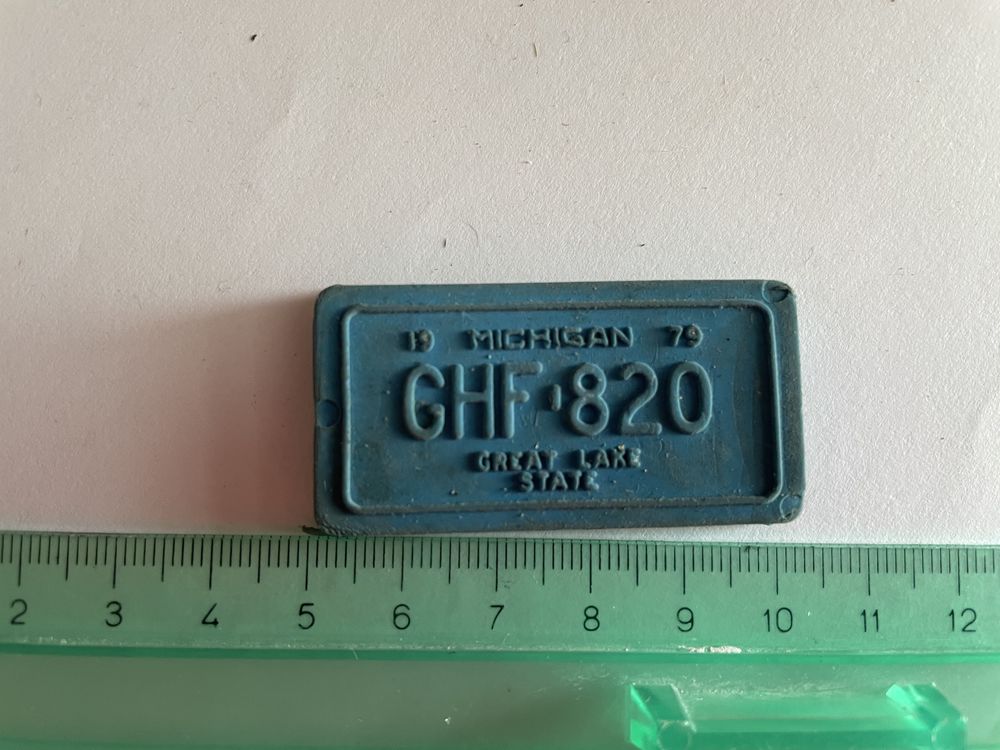 19 MICHIGAN 79
GHF·820
GREAT LAKE
STATE
2 3 4 5 6 7 8 9 10 11 12